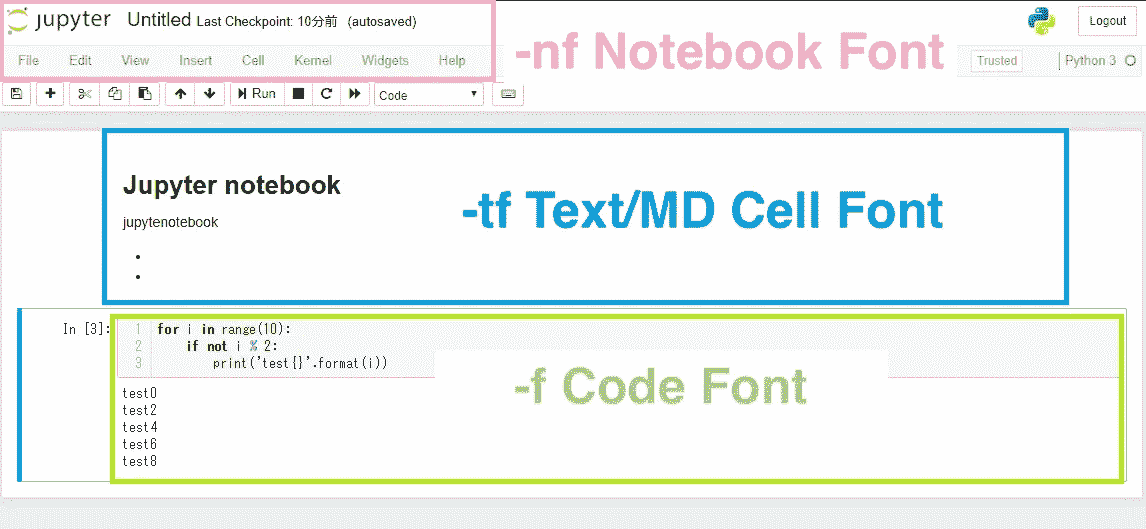 jupyter Untitled Last Checkpoint: 10分前 (autosaved) Logout
File Edit View Insert Cell Kernel Widgets Help -nf Notebook Font Trusted Python 3
Run Code
Jupyter notebook
jupytenotebook
-tf Text/MD Cell Font
In [3]: 1 for i in range(10):
2 if not i % 2:
3 print('test{}'.format(i))
-f Code Font
test0
test2
test4
test6
test8